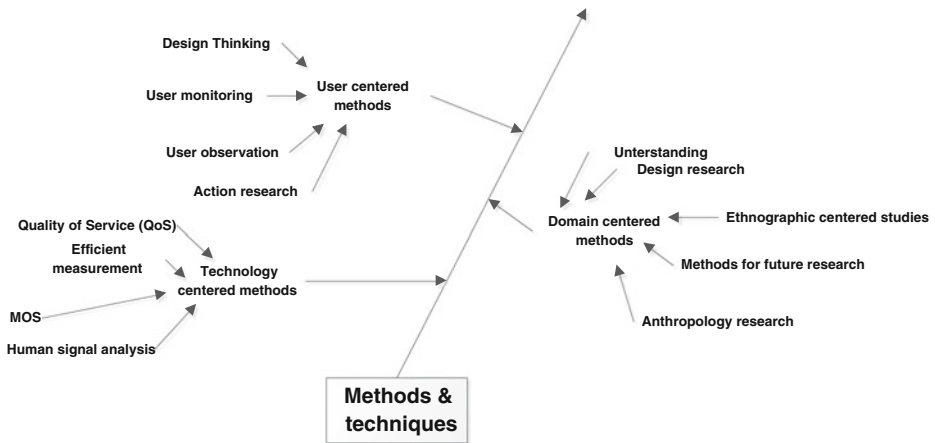 Design Thinking
User monitoring
User centered
methods
User observation
Action research
Unterstanding
Design research
Ethnographic centered studies
Domain centered
methods
Methods for future research
Anthropology research
Quality of Service (QoS)
Efficient
measurement
Technology
centered methods
MOS
Human signal analysis
Methods &
techniques